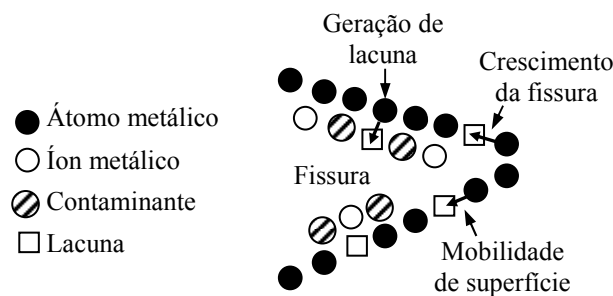 Geração de
lacuna
Crescimento
da fissura
Átomo metálico
Íon metálico
Contaminante
Lacuna
Fissura
Mobilidade
de superfície